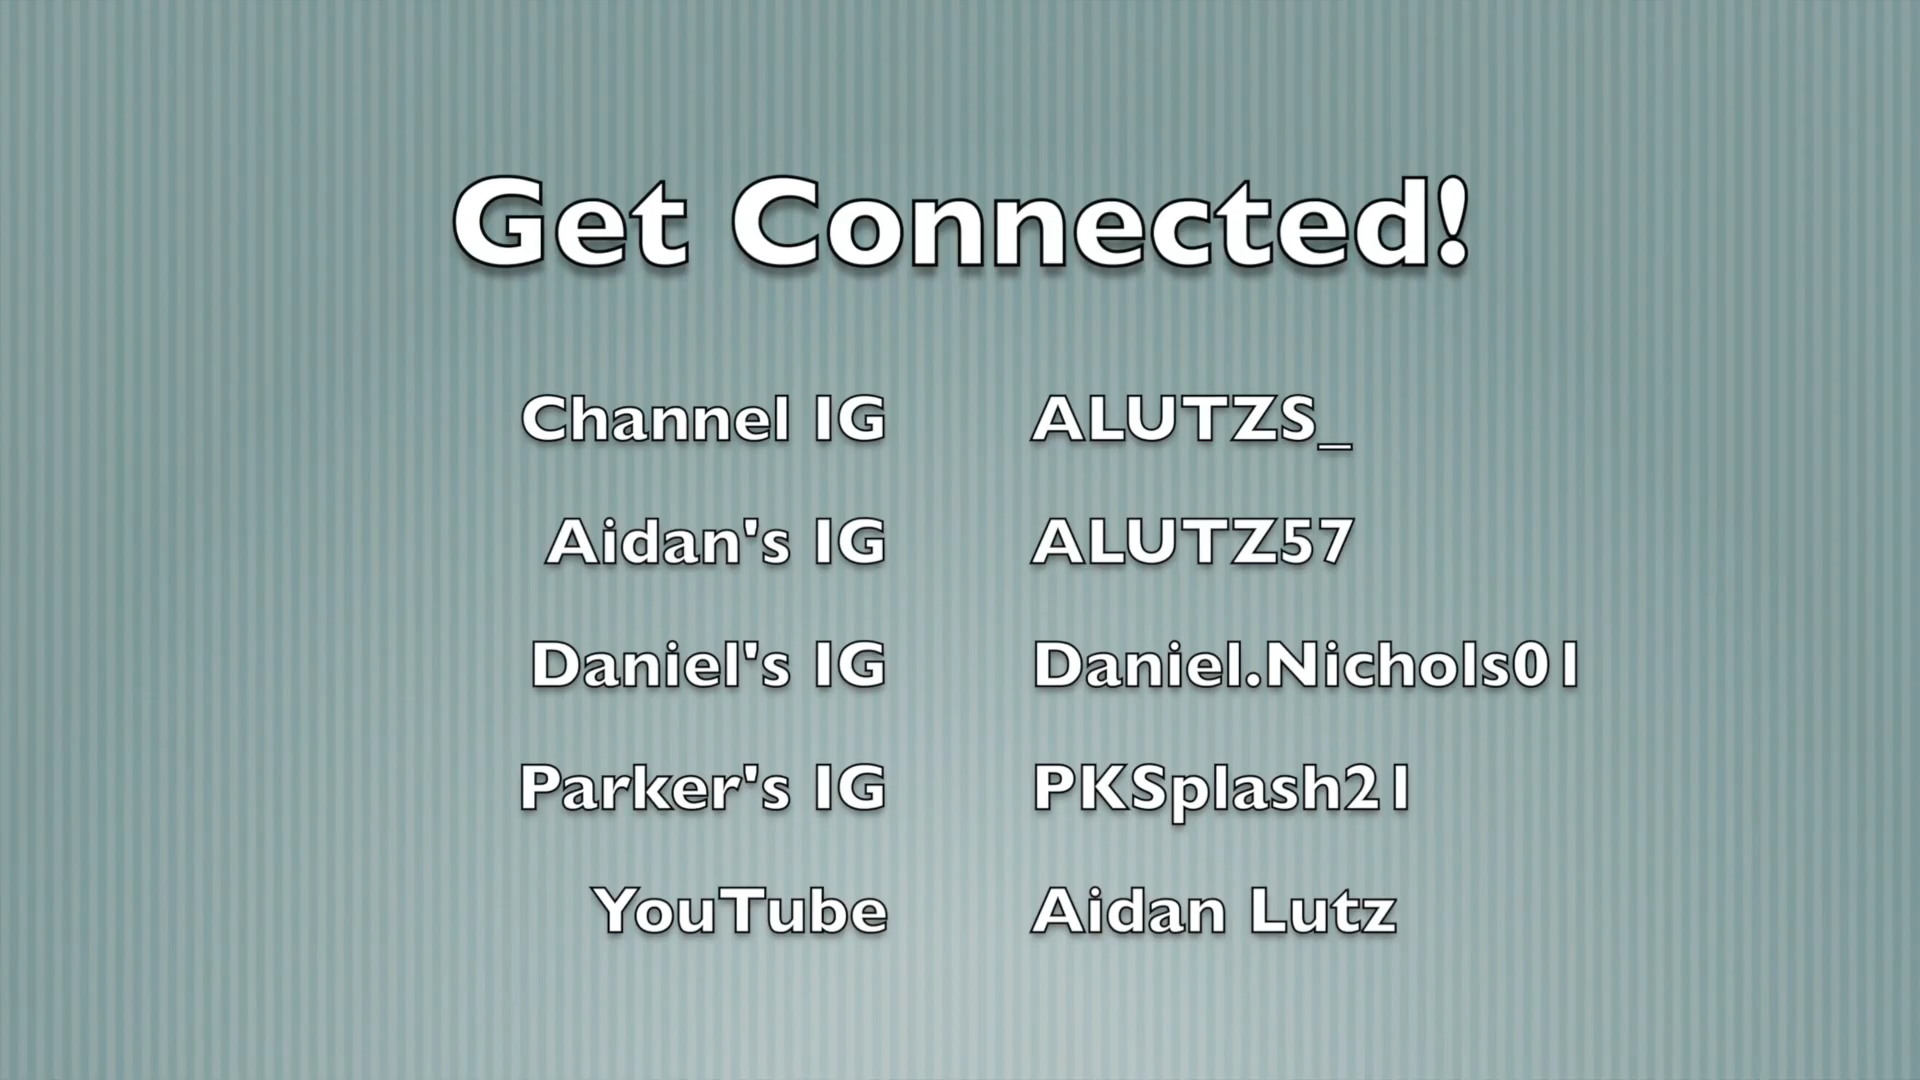 Get Connected!
Channel IG ALUTZS_
Aidan's IG ALUTZ57
Daniel's IG Daniel.Nichols01
Parker's IG PKSplash21
YouTube Aidan Lutz